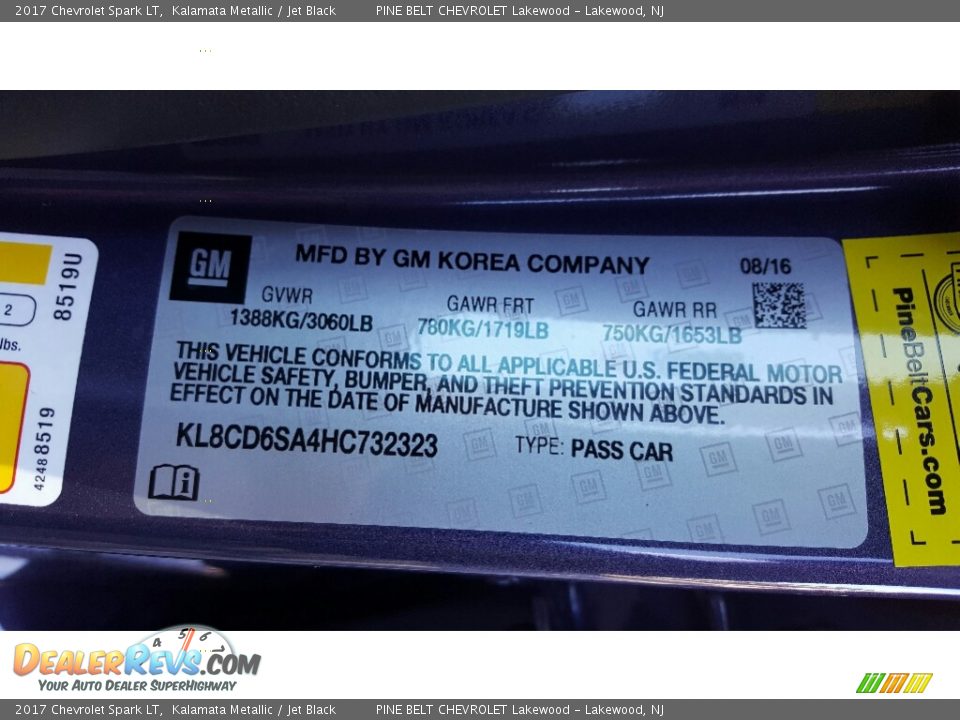 2017 Chevrolet Spark LT, Kalamata Metallic / Jet Black PINE BELT CHEVROLET Lakewood – Lakewood, NJ
GM
MFD BY GM KOREA COMPANY 08/16
GVWR GAWR FRT GAWR RR
1388KG/3060LB 780KG/1719LB 750KG/1653LB
THIS VEHICLE CONFORMS TO ALL APPLICABLE U.S. FEDERAL MOTOR
VEHICLE SAFETY, BUMPER, AND THEFT PREVENTION STANDARDS IN
EFFECT ON THE DATE OF MANUFACTURE SHOWN ABOVE.
KL8CD6SA4HC732323 TYPE: PASS CAR
8519U
2
lbs.
42488519
PineBeltCars.com
4 5 6
DEALERREVS.COM
YOUR AUTO DEALER SUPERHIGHWAY
2017 Chevrolet Spark LT, Kalamata Metallic / Jet Black PINE BELT CHEVROLET Lakewood – Lakewood, NJ